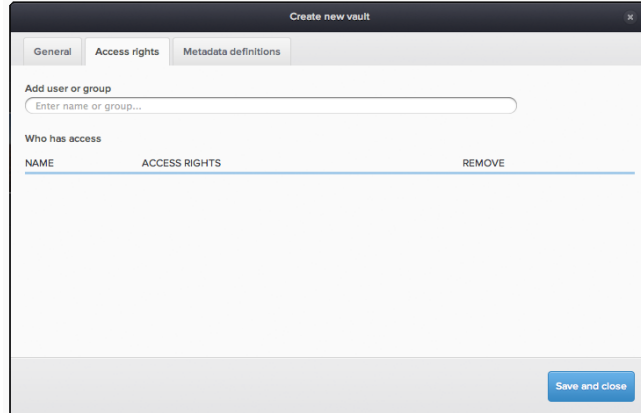 Create new vault
General Access rights Metadata definitions
Add user or group
Enter name or group...
Who has access
NAME ACCESS RIGHTS REMOVE
Save and close